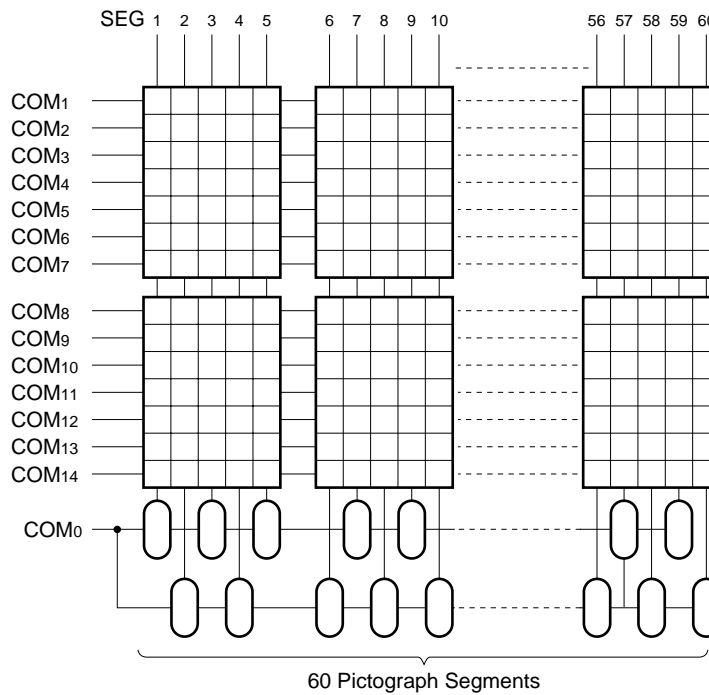 SEG 1 2 3 4 5 6 7 8 9 10 56 57 58 59 60
COM1
COM2
COM3
COM4
COM5
COM6
COM7
COM8
COM9
COM10
COM11
COM12
COM13
COM14
COM0
60 Pictograph Segments